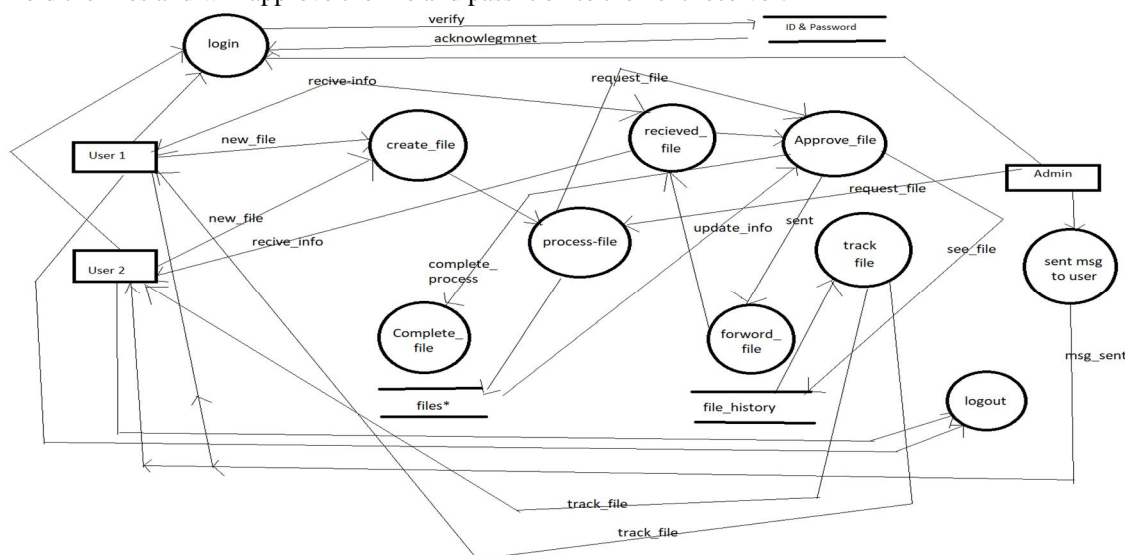 verify
ID & Password
login
acknowlegmnet
recive-info
request_file
recieved_
file
Approve_file
User 1
new_file
create_file
Admin
request_file
new_file
sent
recive_info
process-file
update_info
track
file
see_file
sent msg
to user
User 2
complete_
process
Complete_
file
forword_
file
msg_sent
files*
file_history
logout
track_file
track_file